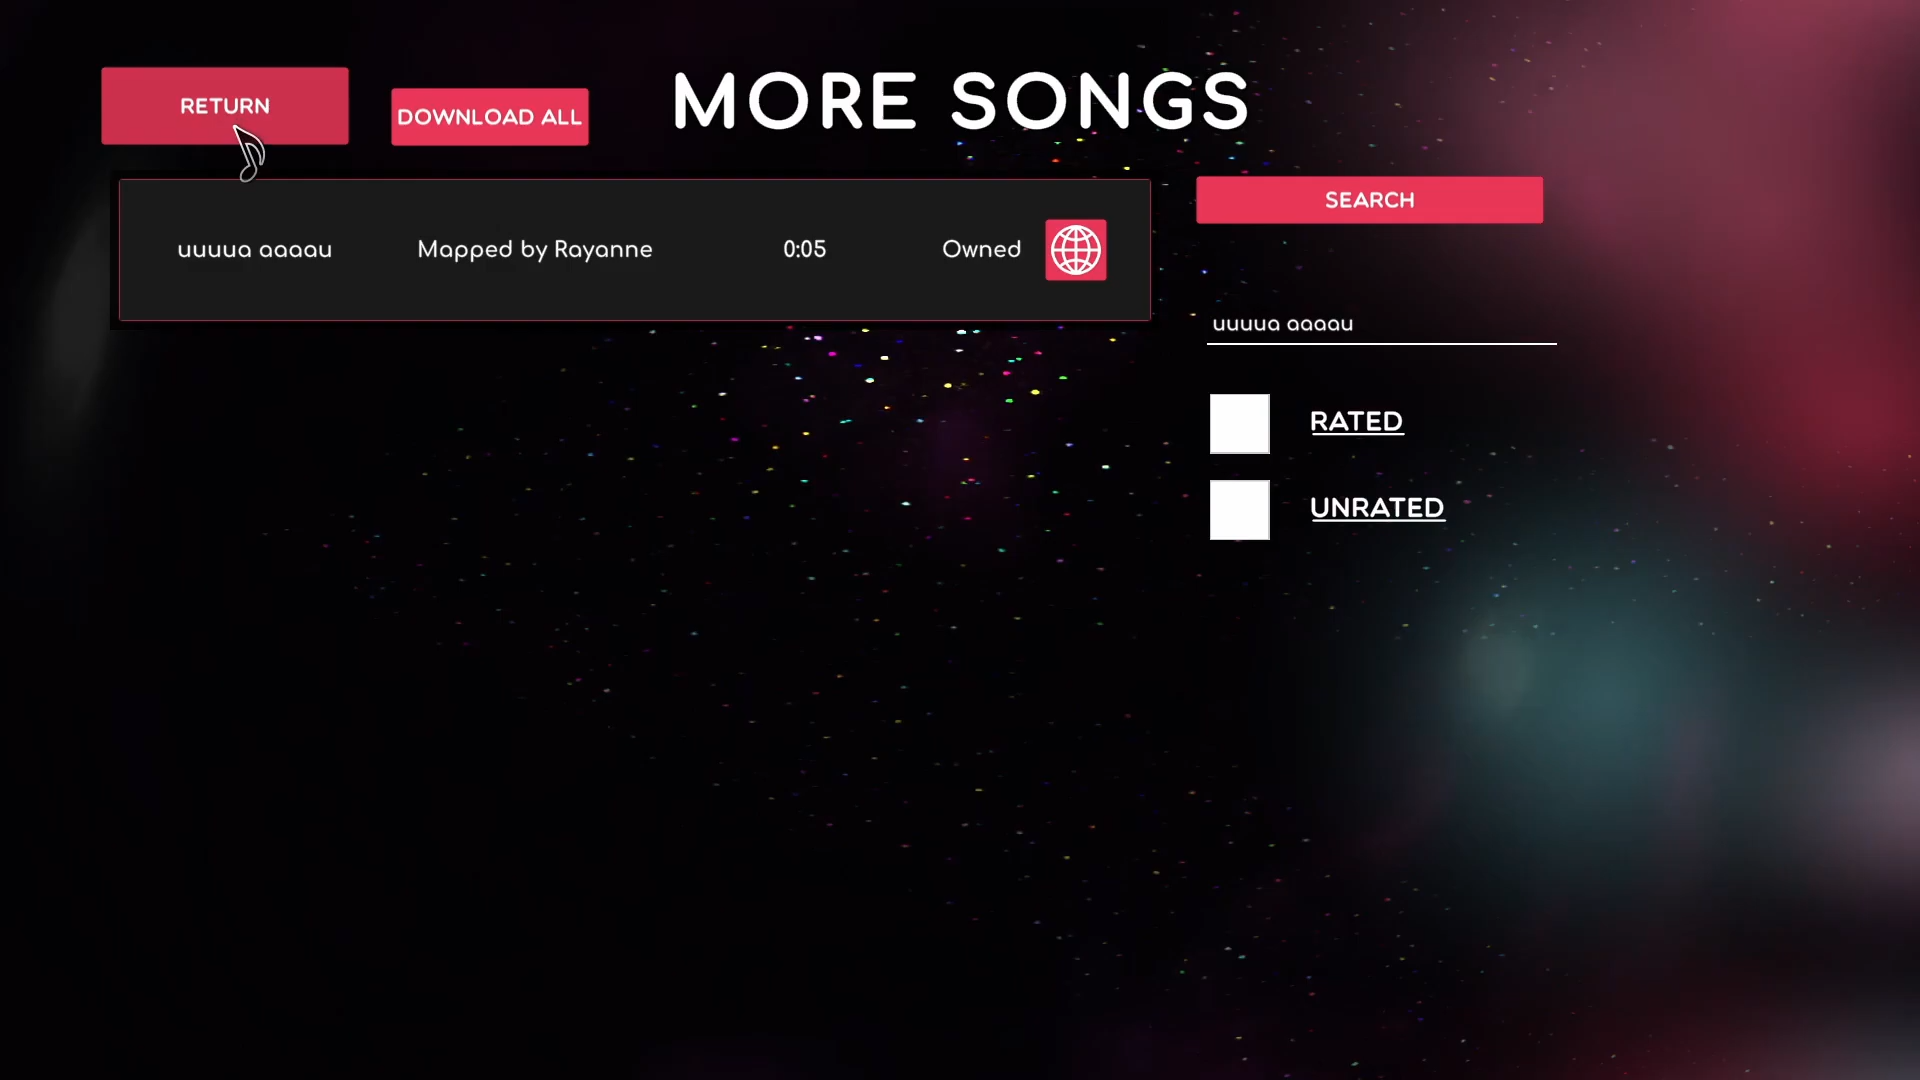 RETURN
DOWNLOAD ALL
MORE SONGS
uuuua aaaau
Mapped by Rayanne
0:05
Owned
SEARCH
uuuua aaaau
RATED
UNRATED